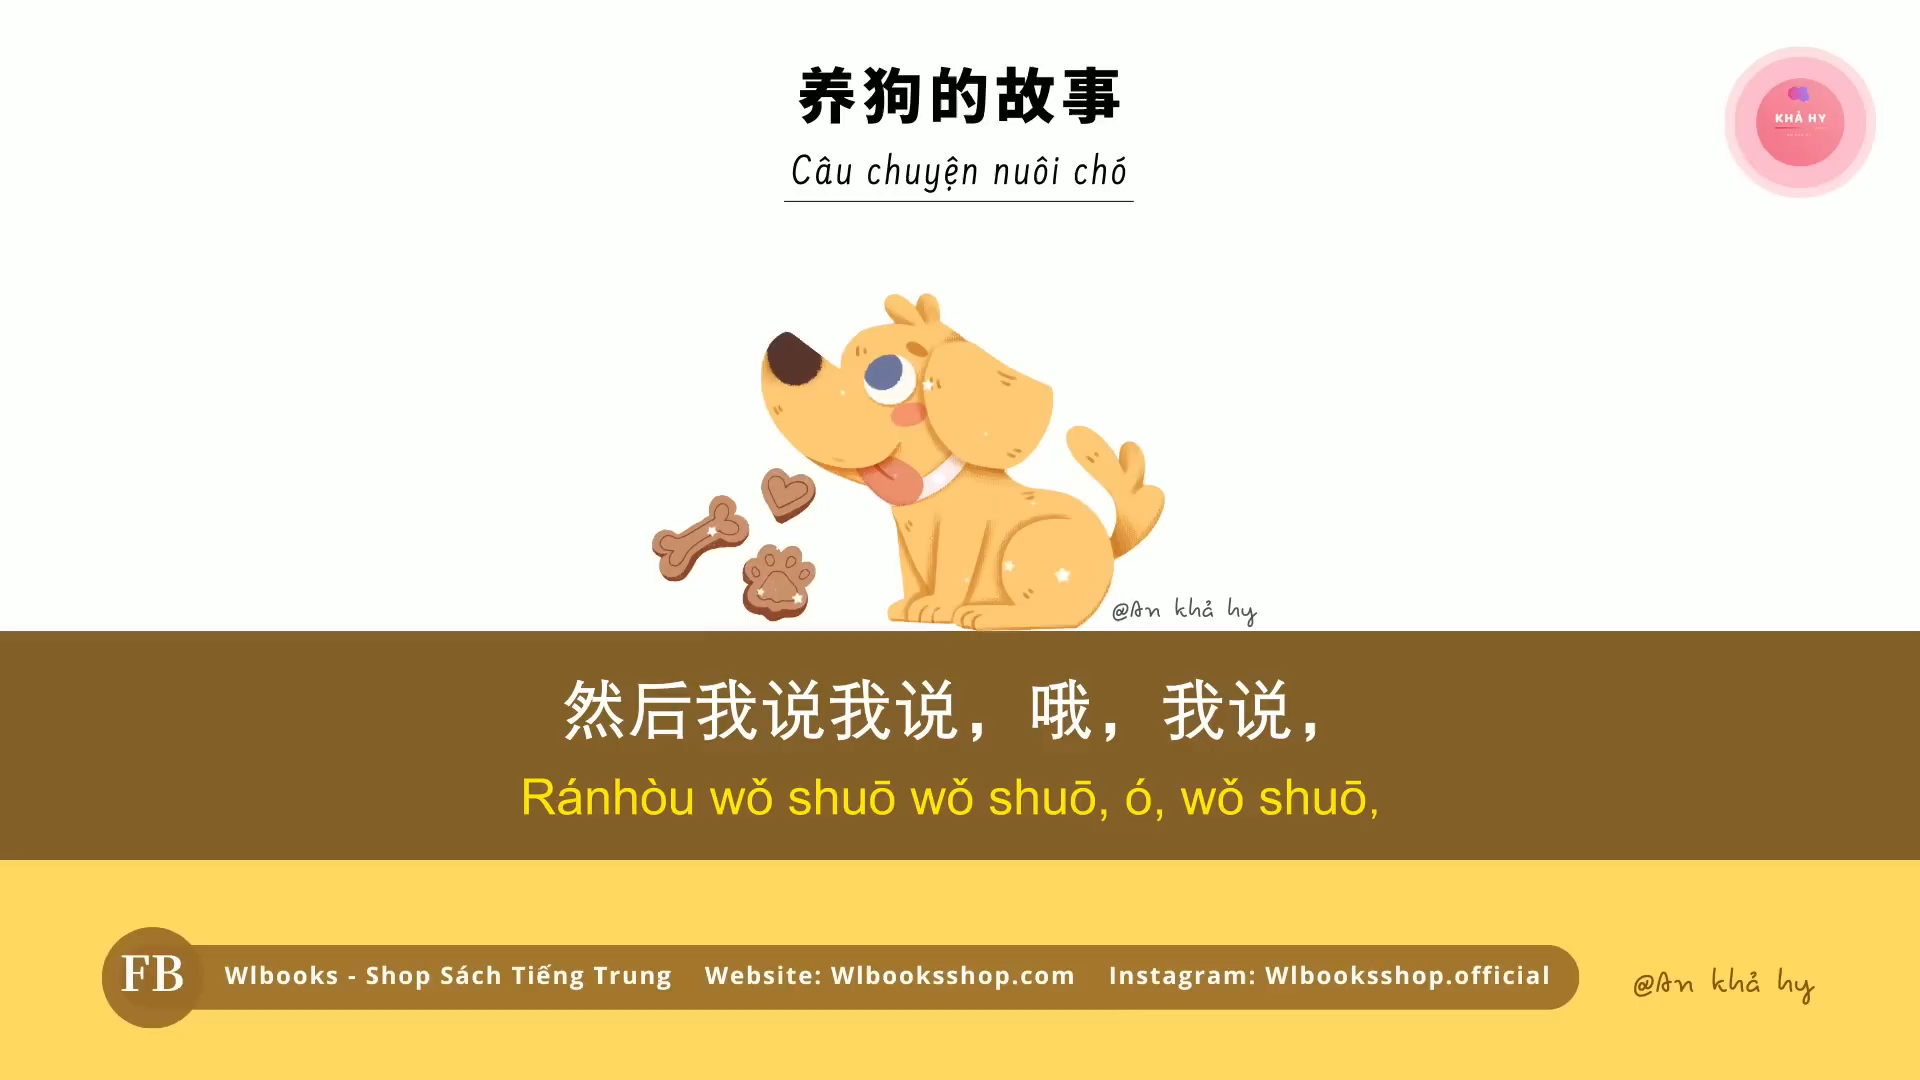 养狗的故事
Câu chuyện nuôi chó
KHẢ HY
@An khả hy
然后我说我说，哦，我说，
Ránhòu wǒ shuō wǒ shuō, ó, wǒ shuō,
FB Wlbooks - Shop Sách Tiếng Trung Website: Wlbooksshop.com Instagram: Wlbooksshop.official
@An khả hy